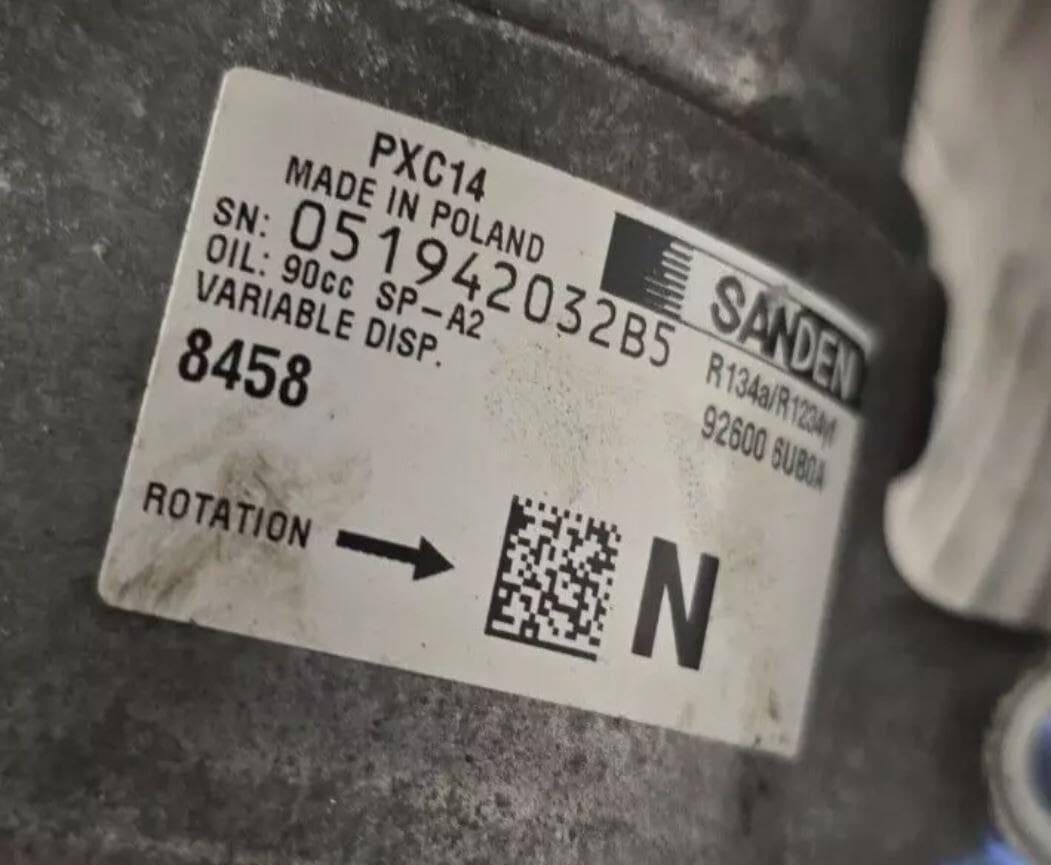 PXC14
MADE IN POLAND
SN: 051942032B5
OIL: 90cc SP-A2
VARIABLE DISP.
8458
SANDEN
R134a/R1234yf
92600 6UB0A
ROTATION
N